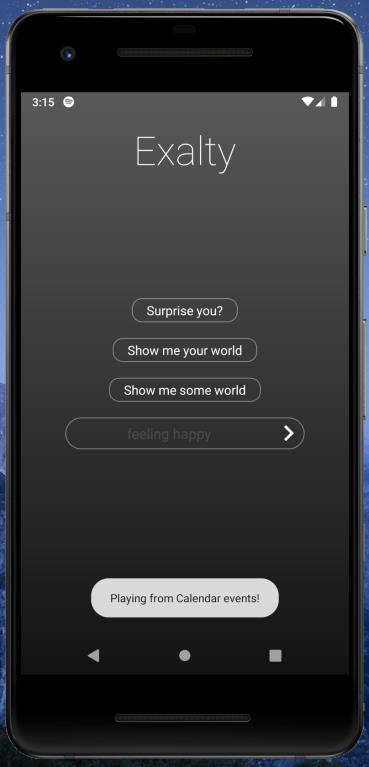 3:15
Exalty
Surprise you?
Show me your world
Show me some world
feeling happy
Playing from Calendar events!